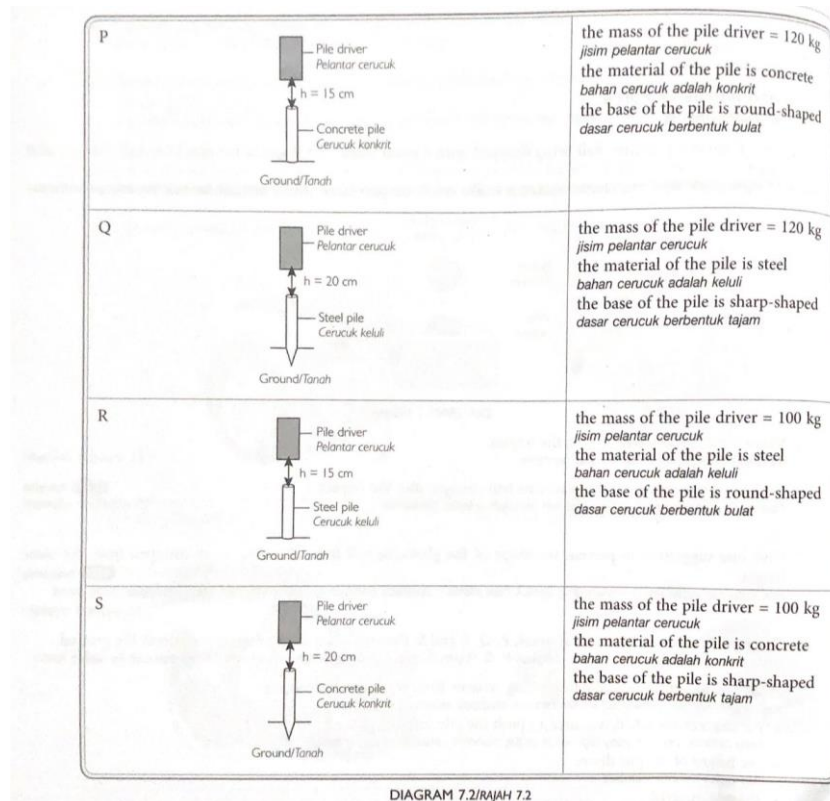 P
Pile driver
Pelantar cerucuk
h = 15 cm
Concrete pile
Cerucuk konkrit
Ground/Tanah
the mass of the pile driver = 120 kg
jisim pelantar cerucuk
the material of the pile is concrete
bahan cerucuk adalah konkrit
the base of the pile is round-shaped
dasar cerucuk berbentuk bulat
Q
Pile driver
Pelantar cerucuk
h = 20 cm
Steel pile
Cerucuk keluli
Ground/Tanah
the mass of the pile driver = 120 kg
jisim pelantar cerucuk
the material of the pile is steel
bahan cerucuk adalah keluli
the base of the pile is sharp-shaped
dasar cerucuk berbentuk tajam
R
Pile driver
Pelantar cerucuk
h = 15 cm
Steel pile
Cerucuk keluli
Ground/Tanah
the mass of the pile driver = 100 kg
jisim pelantar cerucuk
the material of the pile is steel
bahan cerucuk adalah keluli
the base of the pile is round-shaped
dasar cerucuk berbentuk bulat
S
Pile driver
Pelantar cerucuk
h = 20 cm
Concrete pile
Cerucuk konkrit
Ground/Tanah
the mass of the pile driver = 100 kg
jisim pelantar cerucuk
the material of the pile is concrete
bahan cerucuk adalah konkrit
the base of the pile is sharp-shaped
dasar cerucuk berbentuk tajam
DIAGRAM 7.2/RAJAH 7.2